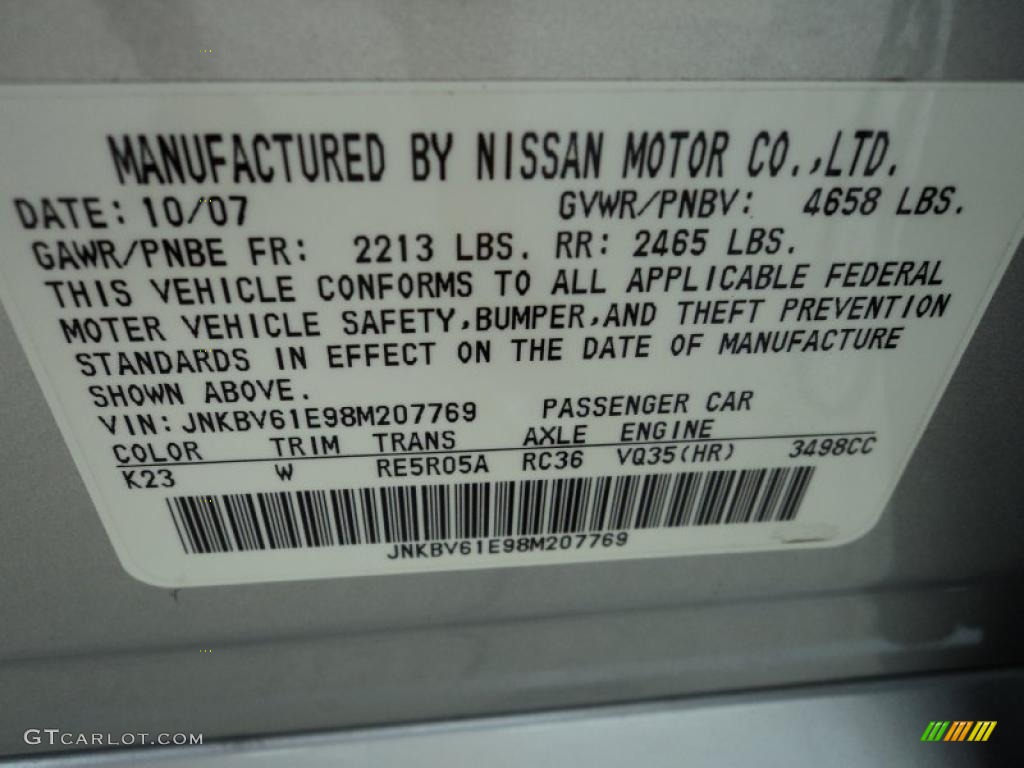 MANUFACTURED BY NISSAN MOTOR CO.,LTD.
DATE: 10/07 GVWR/PNBV: 4658 LBS.
GAWR/PNBE FR: 2213 LBS. RR: 2465 LBS.
THIS VEHICLE CONFORMS TO ALL APPLICABLE FEDERAL
MOTER VEHICLE SAFETY,BUMPER,AND THEFT PREVENTION
STANDARDS IN EFFECT ON THE DATE OF MANUFACTURE
SHOWN ABOVE.
VIN: JNKBV61E98M207769 PASSENGER CAR
COLOR TRIM TRANS AXLE ENGINE
K23 W RE5R05A RC36 VQ35(HR) 3498CC
JNKBV61E98M207769
GTCARLOT.COM